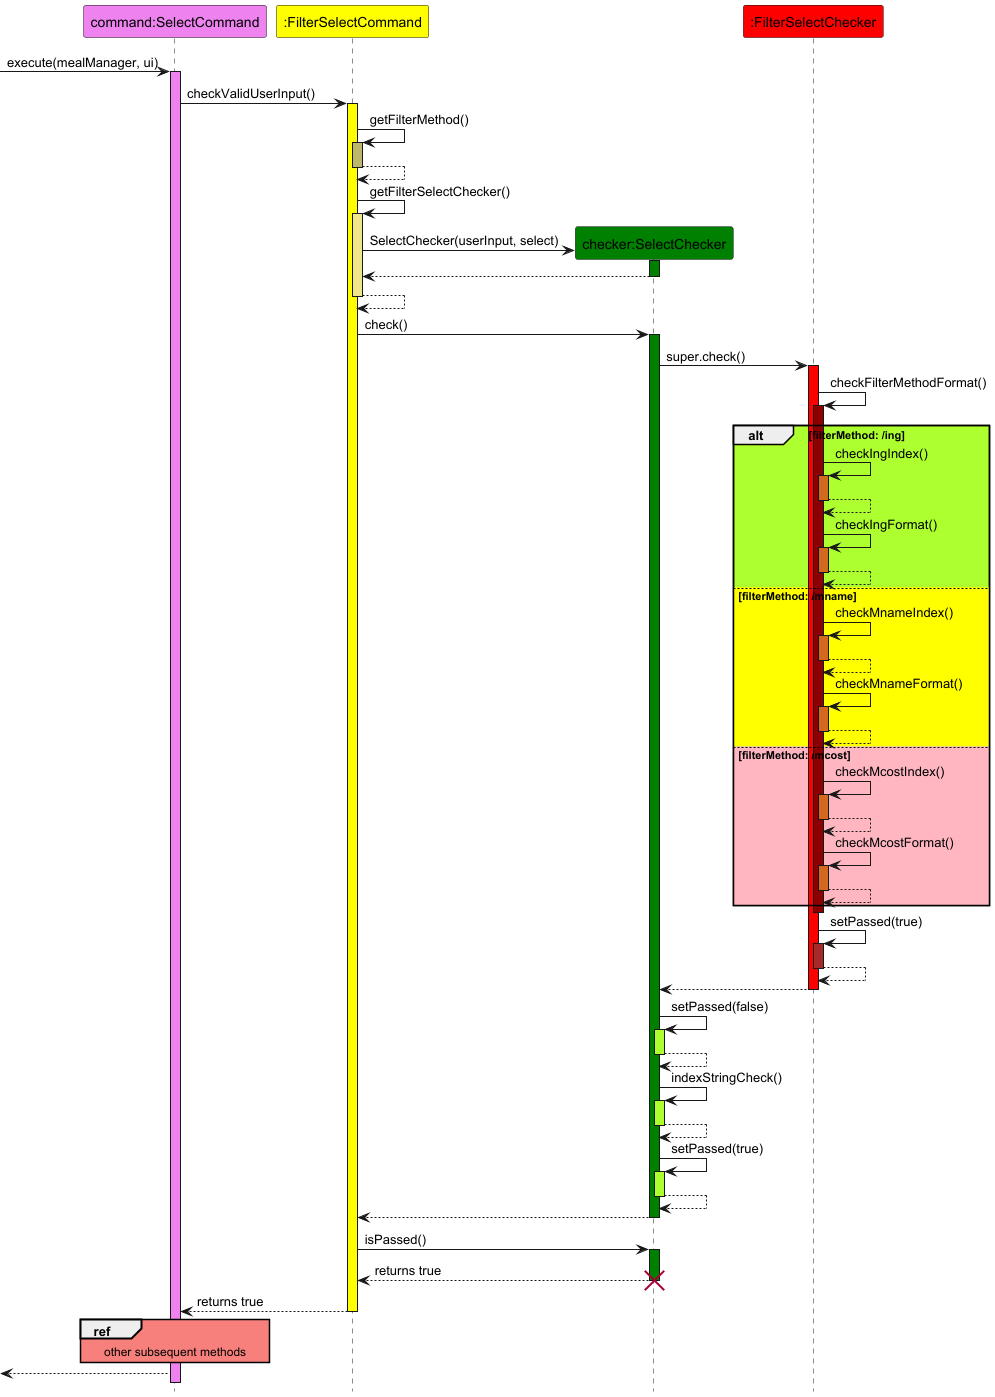 command:SelectCommand
:FilterSelectCommand
:FilterSelectChecker
execute(mealManager, ui)
checkValidUserInput()
getFilterMethod()
getFilterSelectChecker()
SelectChecker(userInput, select)
checker:SelectChecker
check()
super.check()
checkFilterMethodFormat()
alt
[filterMethod: /ing]
checkIngIndex()
checkIngFormat()
[filterMethod: /mname]
checkMnameIndex()
checkMnameFormat()
[filterMethod: /mcost]
checkMcostIndex()
checkMcostFormat()
setPassed(true)
setPassed(false)
indexStringCheck()
setPassed(true)
isPassed()
returns true
returns true
ref
other subsequent methods